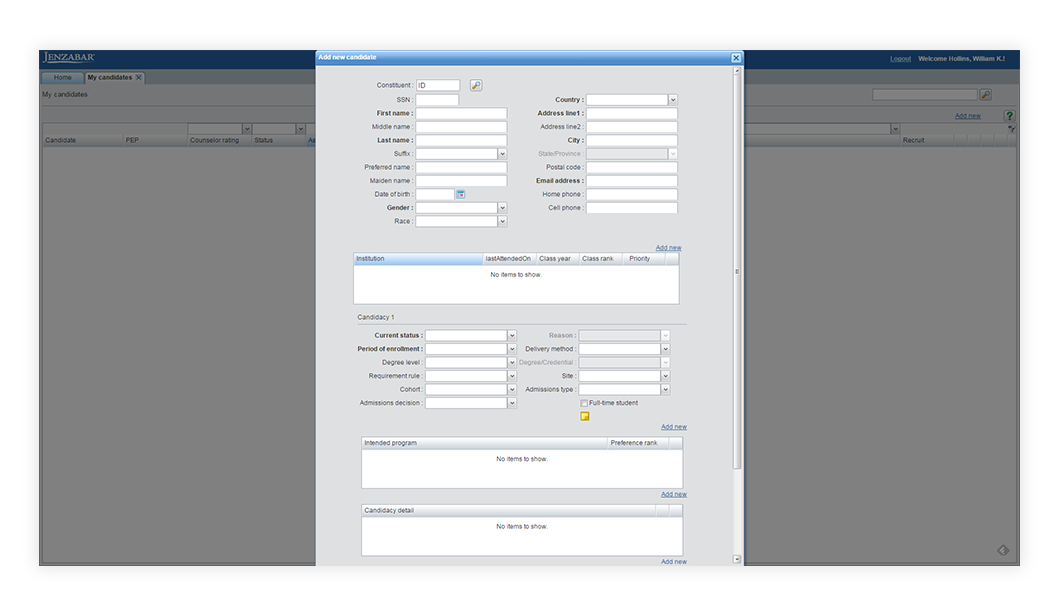 JENZABAR
Logout Welcome Hollins, William K.!
Home My candidates
My candidates
Add new
Candidate PEP Counselor rating Status As Recruit
Add new candidate
Constituent : ID
SSN :
First name :
Middle name :
Last name :
Suffix :
Preferred name :
Maiden name :
Date of birth :
Gender :
Race :
Country :
Address line1 :
Address line2 :
City :
State/Province :
Postal code :
Email address :
Home phone :
Cell phone :
Add new
Institution lastAttendedOn Class year Class rank Priority
No items to show.
Candidacy 1
Current status : Reason :
Period of enrollment : Delivery method :
Degree level : Degree/Credential :
Requirement rule : Site :
Cohort : Admissions type :
Admissions decision : Full-time student
Add new
Intended program Preference rank
No items to show.
Add new
Candidacy detail
No items to show.
Add new